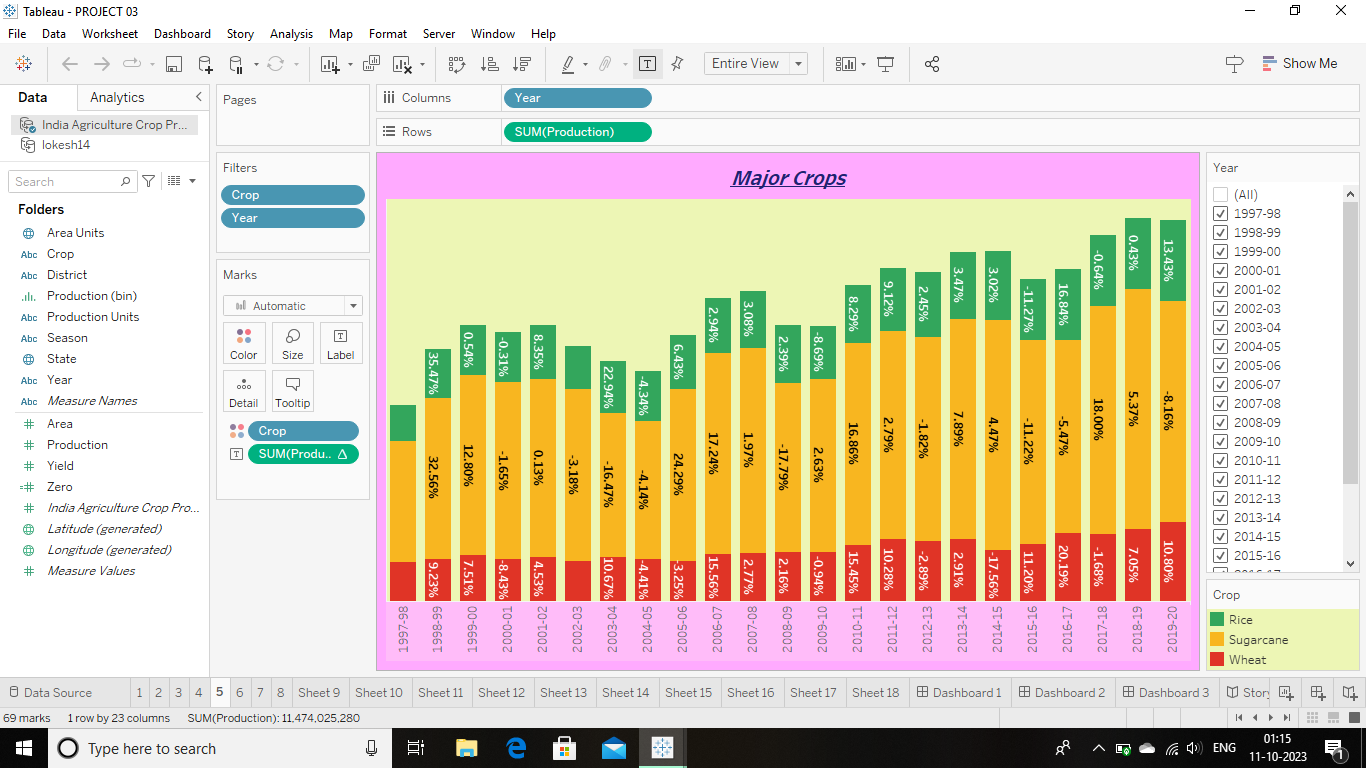 Tableau - PROJECT 03
File Data Worksheet Dashboard Story Analysis Map Format Server Window Help
Entire View
Show Me
Data Analytics
India Agriculture Crop Pr...
lokesh14
Search
Folders
Area Units
Abc Crop
Abc District
Production (bin)
Abc Production Units
Abc Season
State
Abc Year
Abc Measure Names
Area
Production
Yield
Zero
India Agriculture Crop Pro...
Latitude (generated)
Longitude (generated)
Measure Values
Pages
Filters
Crop
Year
Marks
Automatic
Color Size Label
Detail Tooltip
Crop
SUM(Produ.. Δ
Columns Year
Rows SUM(Production)
Major Crops
35.47% 0.54% -0.31% 8.35% 22.94% -4.34% 6.43% 2.94% 3.08% 2.39% -8.69% 8.29% 9.12% 2.45% 3.47% 3.02% -11.27% 16.84% -0.64% 0.43% 13.43%
32.56% 12.80% -1.65% 0.13% -3.18% -16.47% -4.14% 24.29% 17.24% 1.97% -17.79% 2.63% 16.86% 2.79% -1.82% 7.89% 4.47% -11.22% -5.47% 18.00% 5.37% -8.16%
9.23% 7.51% -8.43% 4.53% 10.67% -4.41% -3.25% 15.56% 2.77% 2.16% -0.94% 15.45% 10.28% -2.89% 2.91% -17.56% 11.20% 20.19% -1.68% 7.05% 10.80%
1997-98 1998-99 1999-00 2000-01 2001-02 2002-03 2003-04 2004-05 2005-06 2006-07 2007-08 2008-09 2009-10 2010-11 2011-12 2012-13 2013-14 2014-15 2015-16 2016-17 2017-18 2018-19 2019-20
Year
(All)
1997-98
1998-99
1999-00
2000-01
2001-02
2002-03
2003-04
2004-05
2005-06
2006-07
2007-08
2008-09
2009-10
2010-11
2011-12
2012-13
2013-14
2014-15
2015-16
2016-17
Crop
Rice
Sugarcane
Wheat
Data Source 1 2 3 4 5 6 7 8 Sheet 9 Sheet 10 Sheet 11 Sheet 12 Sheet 13 Sheet 14 Sheet 15 Sheet 16 Sheet 17 Sheet 18 Dashboard 1 Dashboard 2 Dashboard 3 Story
69 marks 1 row by 23 columns SUM(Production): 11,474,025,280
Type here to search
ENG
01:15
11-10-2023
1